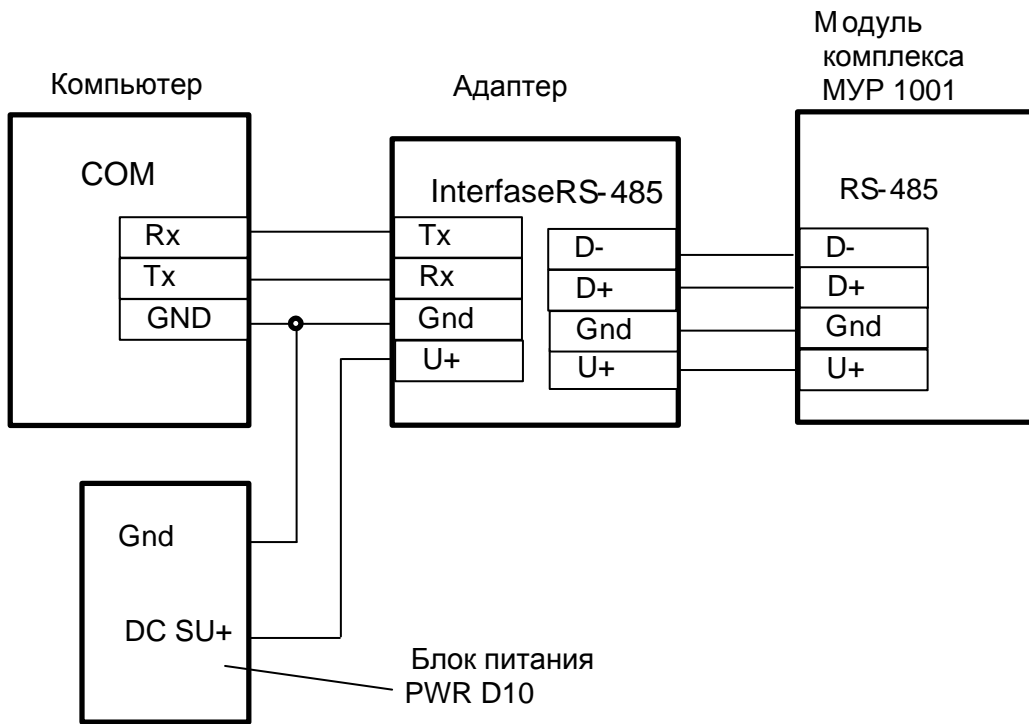 Компьютер
Адаптер
Модуль
комплекса
МУР 1001
COM
Rx
Tx
GND
InterfaseRS-485
Tx
Rx
Gnd
U+
D-
D+
Gnd
U+
RS-485
D-
D+
Gnd
U+
Gnd
DC SU+
Блок питания
PWR D10